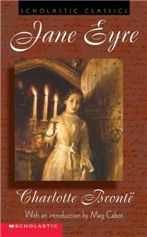 SCHOLASTIC CLASSICS
Jane Eyre
Charlotte Brontë
With an introduction by Meg Cabot
SCHOLASTIC